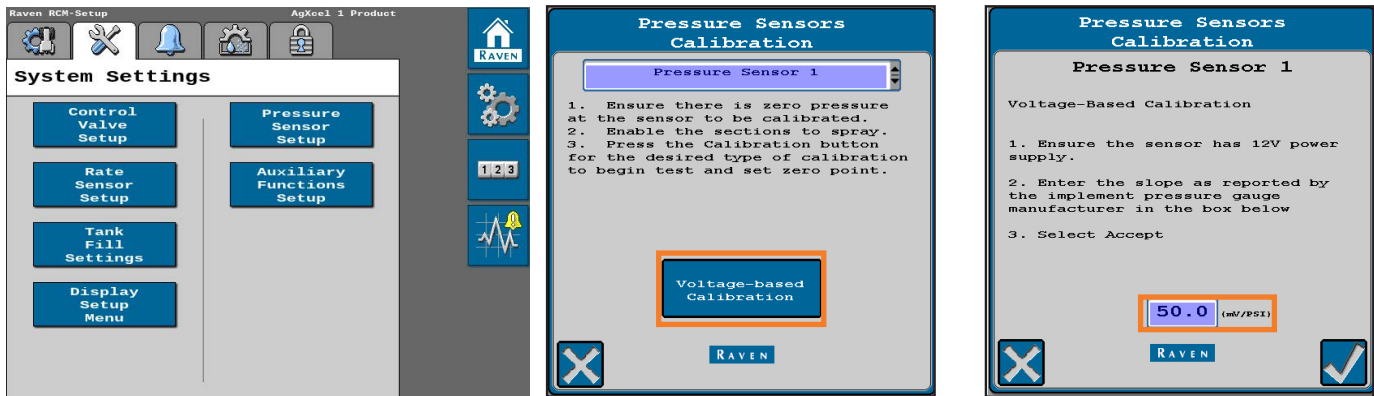 Raven RCM-Setup
AgXcel 1 Product
System Settings
Control
Valve
Setup
Pressure
Sensor
Setup
Rate
Sensor
Setup
Auxiliary
Functions
Setup
Tank
Fill
Settings
Display
Setup
Menu
RAVEN
1 2 3
Pressure Sensors
Calibration
Pressure Sensor 1
1. Ensure there is zero pressure
at the sensor to be calibrated.
2. Enable the sections to spray.
3. Press the Calibration button
for the desired type of calibration
to begin test and set zero point.
Voltage-based
Calibration
RAVEN
Pressure Sensors
Calibration
Pressure Sensor 1
Voltage-Based Calibration
1. Ensure the sensor has 12V power
supply.
2. Enter the slope as reported by
the implement pressure gauge
manufacturer in the box below
3. Select Accept
50.0 (mV/PSI)
RAVEN